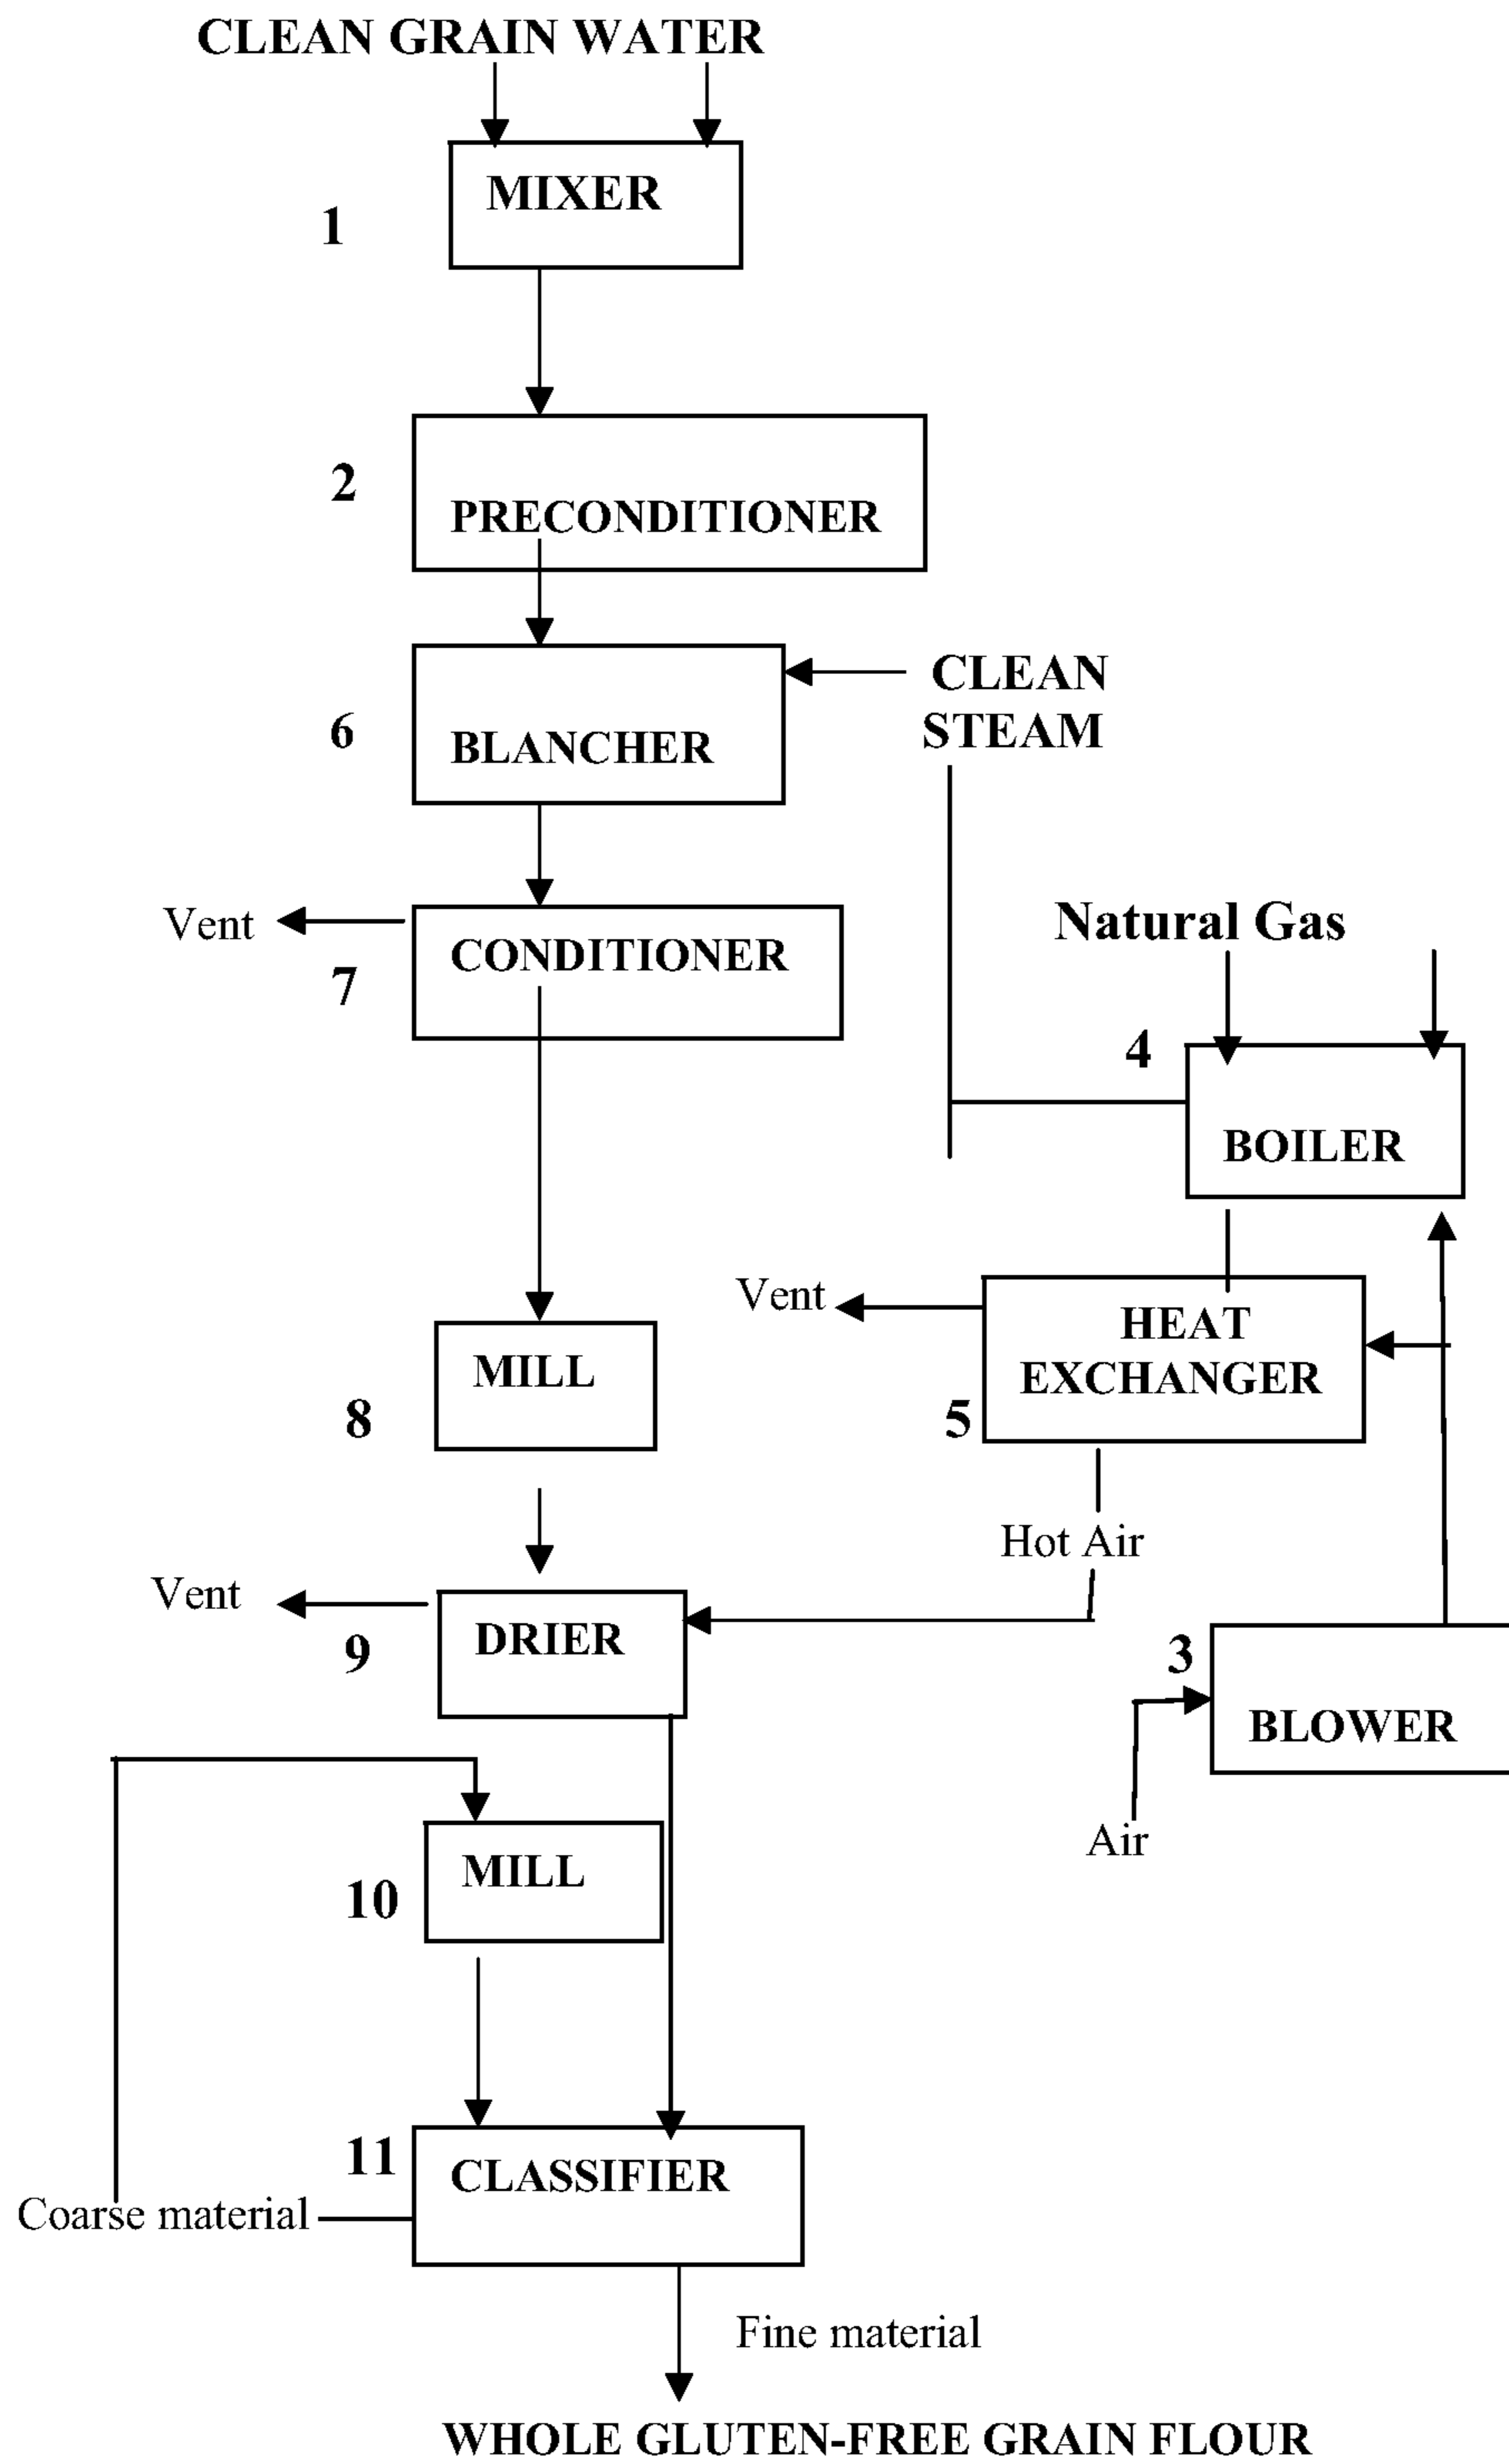 CLEAN GRAIN WATER
MIXER
1
2
PRECONDITIONER
CLEAN
STEAM
6
BLANCHER
Vent
CONDITIONER
7
Natural Gas
4
BOILER
Vent
HEAT
EXCHANGER
5
MILL
8
Hot Air
Vent
DRIER
9
3
BLOWER
Air
MILL
10
11
CLASSIFIER
Coarse material
Fine material
WHOLE GLUTEN-FREE GRAIN FLOUR